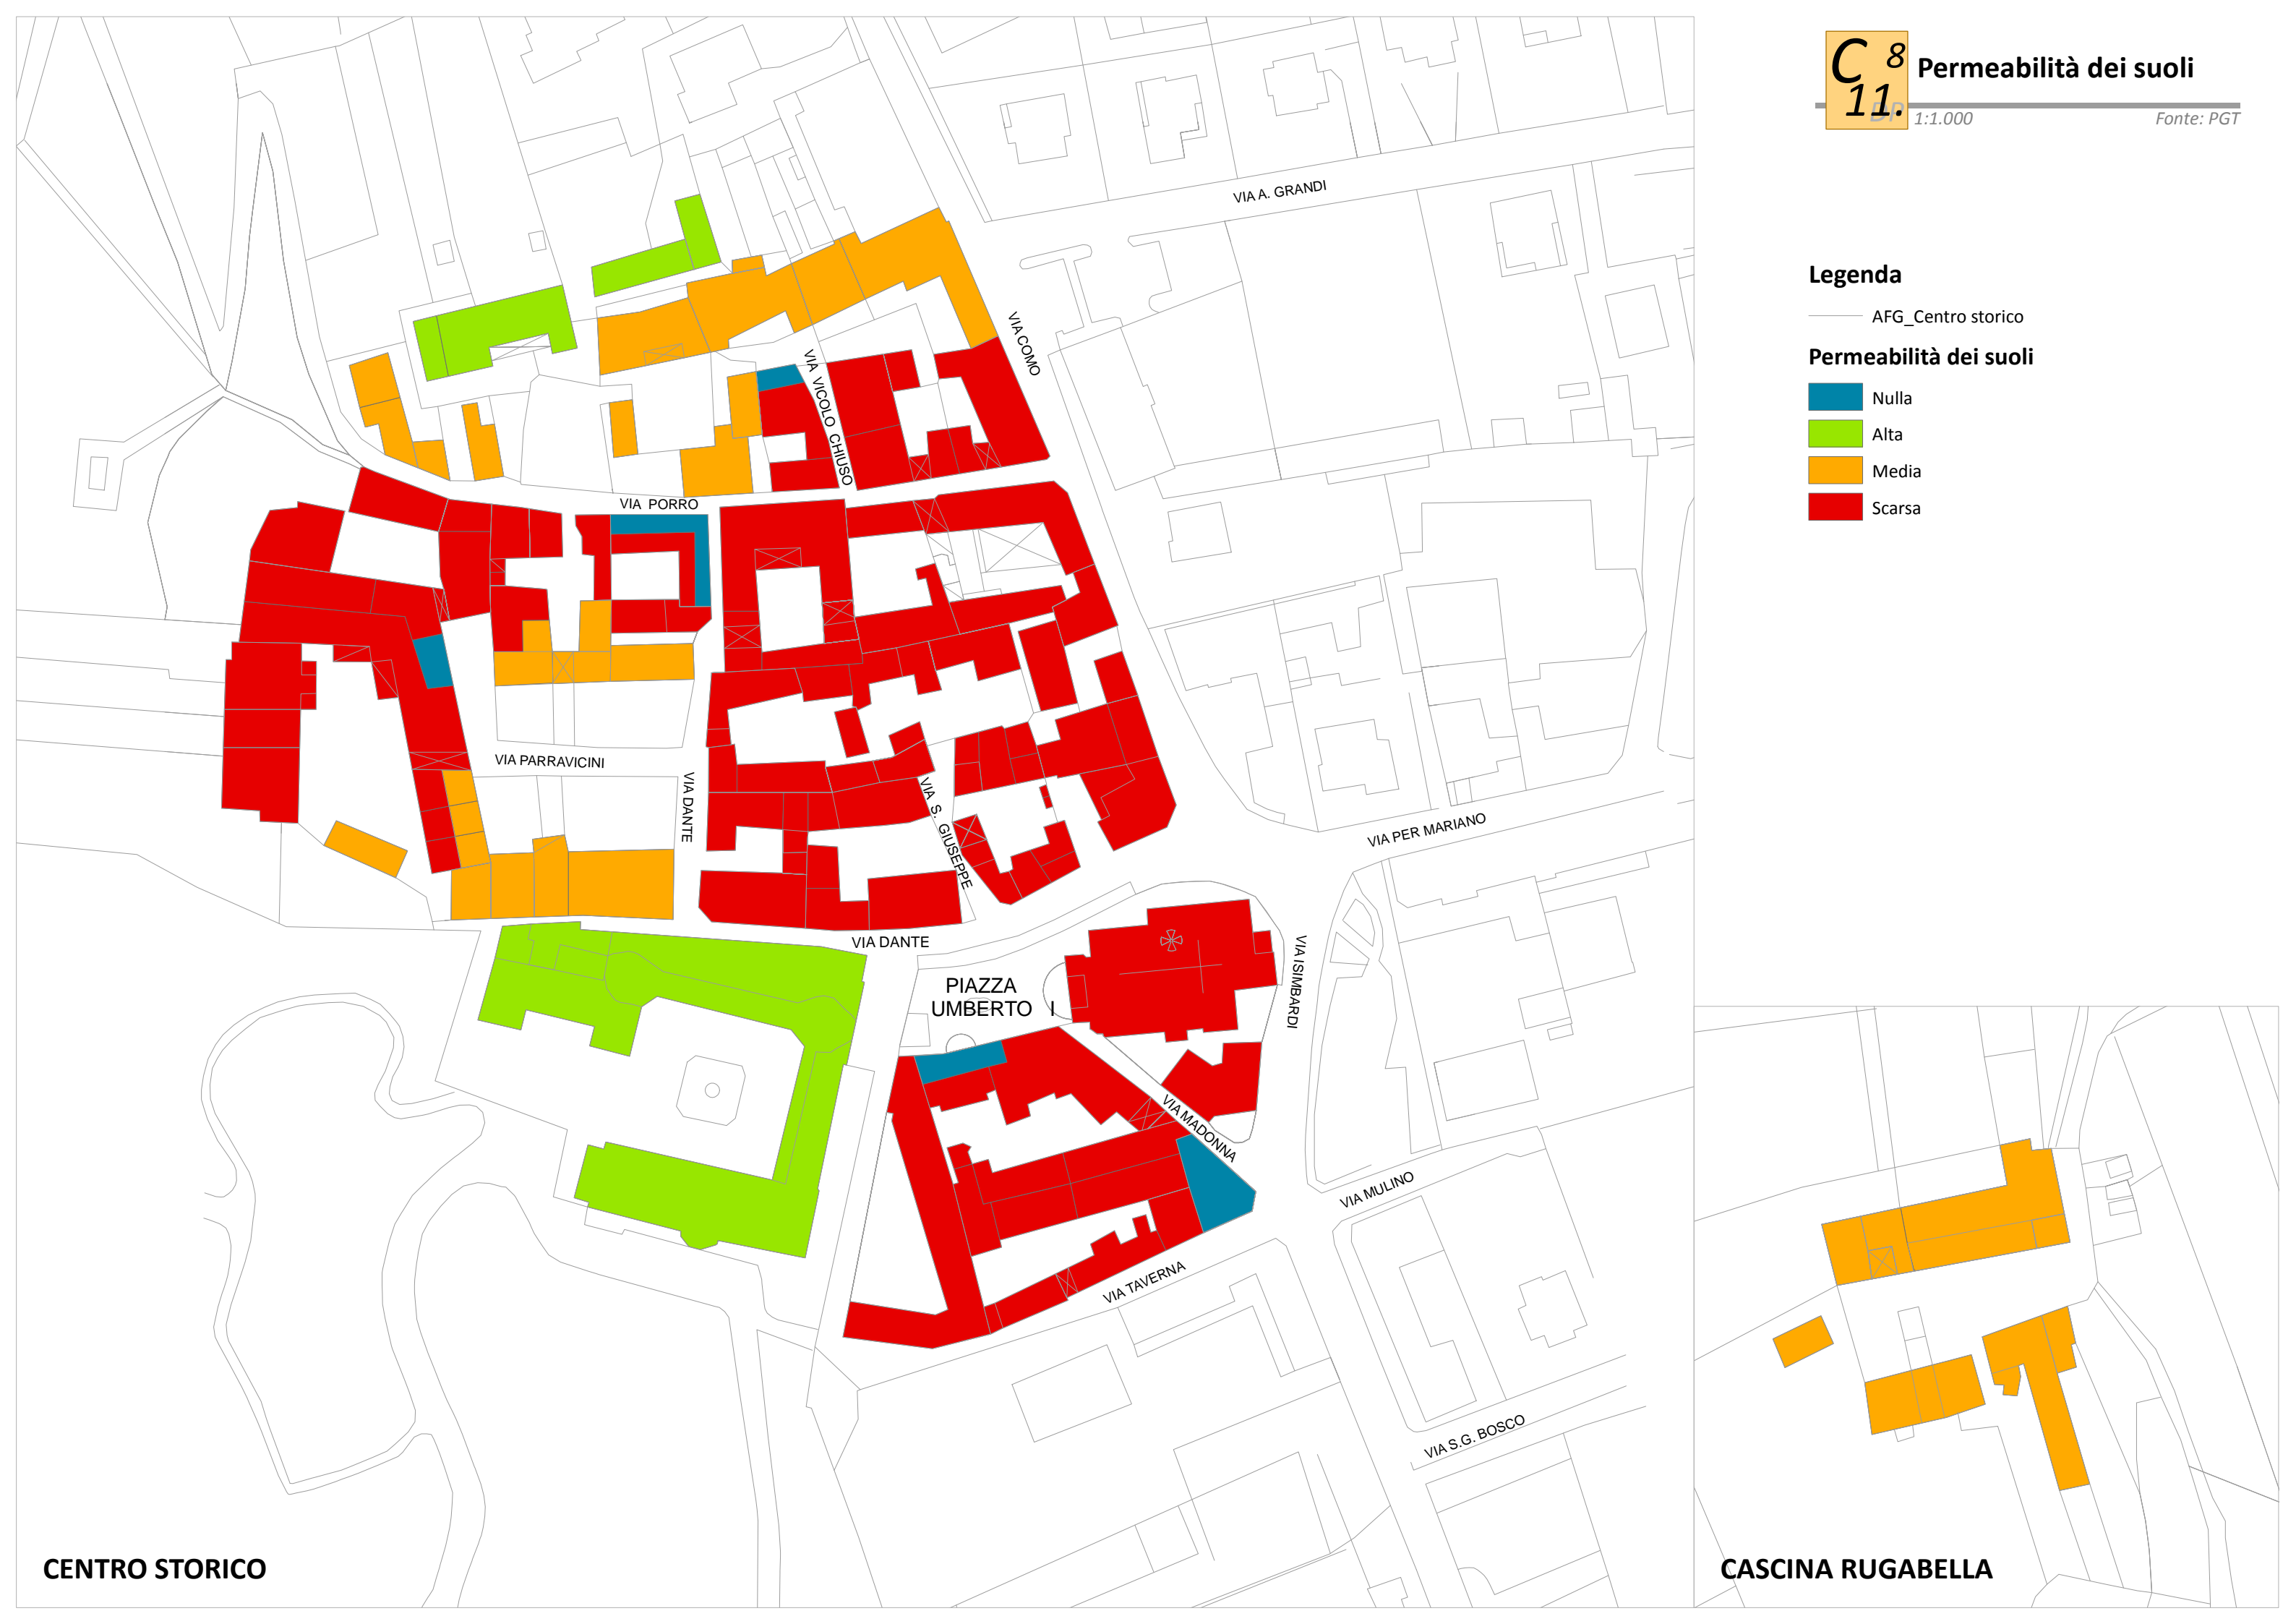 C 8
11.
DP
Permeabilità dei suoli
1:1.000
Fonte: PGT
Legenda
AFG_Centro storico
Permeabilità dei suoli
Nulla
Alta
Media
Scarsa
VIA A. GRANDI
VIA COMO
VIA VICOLO CHIUSO
VIA PORRO
VIA PARRAVICINI
VIA DANTE
VIA S. GIUSEPPE
VIA PER MARIANO
VIA DANTE
PIAZZA
UMBERTO I
VIA ISIMBARDI
VIA MADONNA
VIA MULINO
VIA TAVERNA
VIA S.G. BOSCO
CENTRO STORICO
CASCINA RUGABELLA